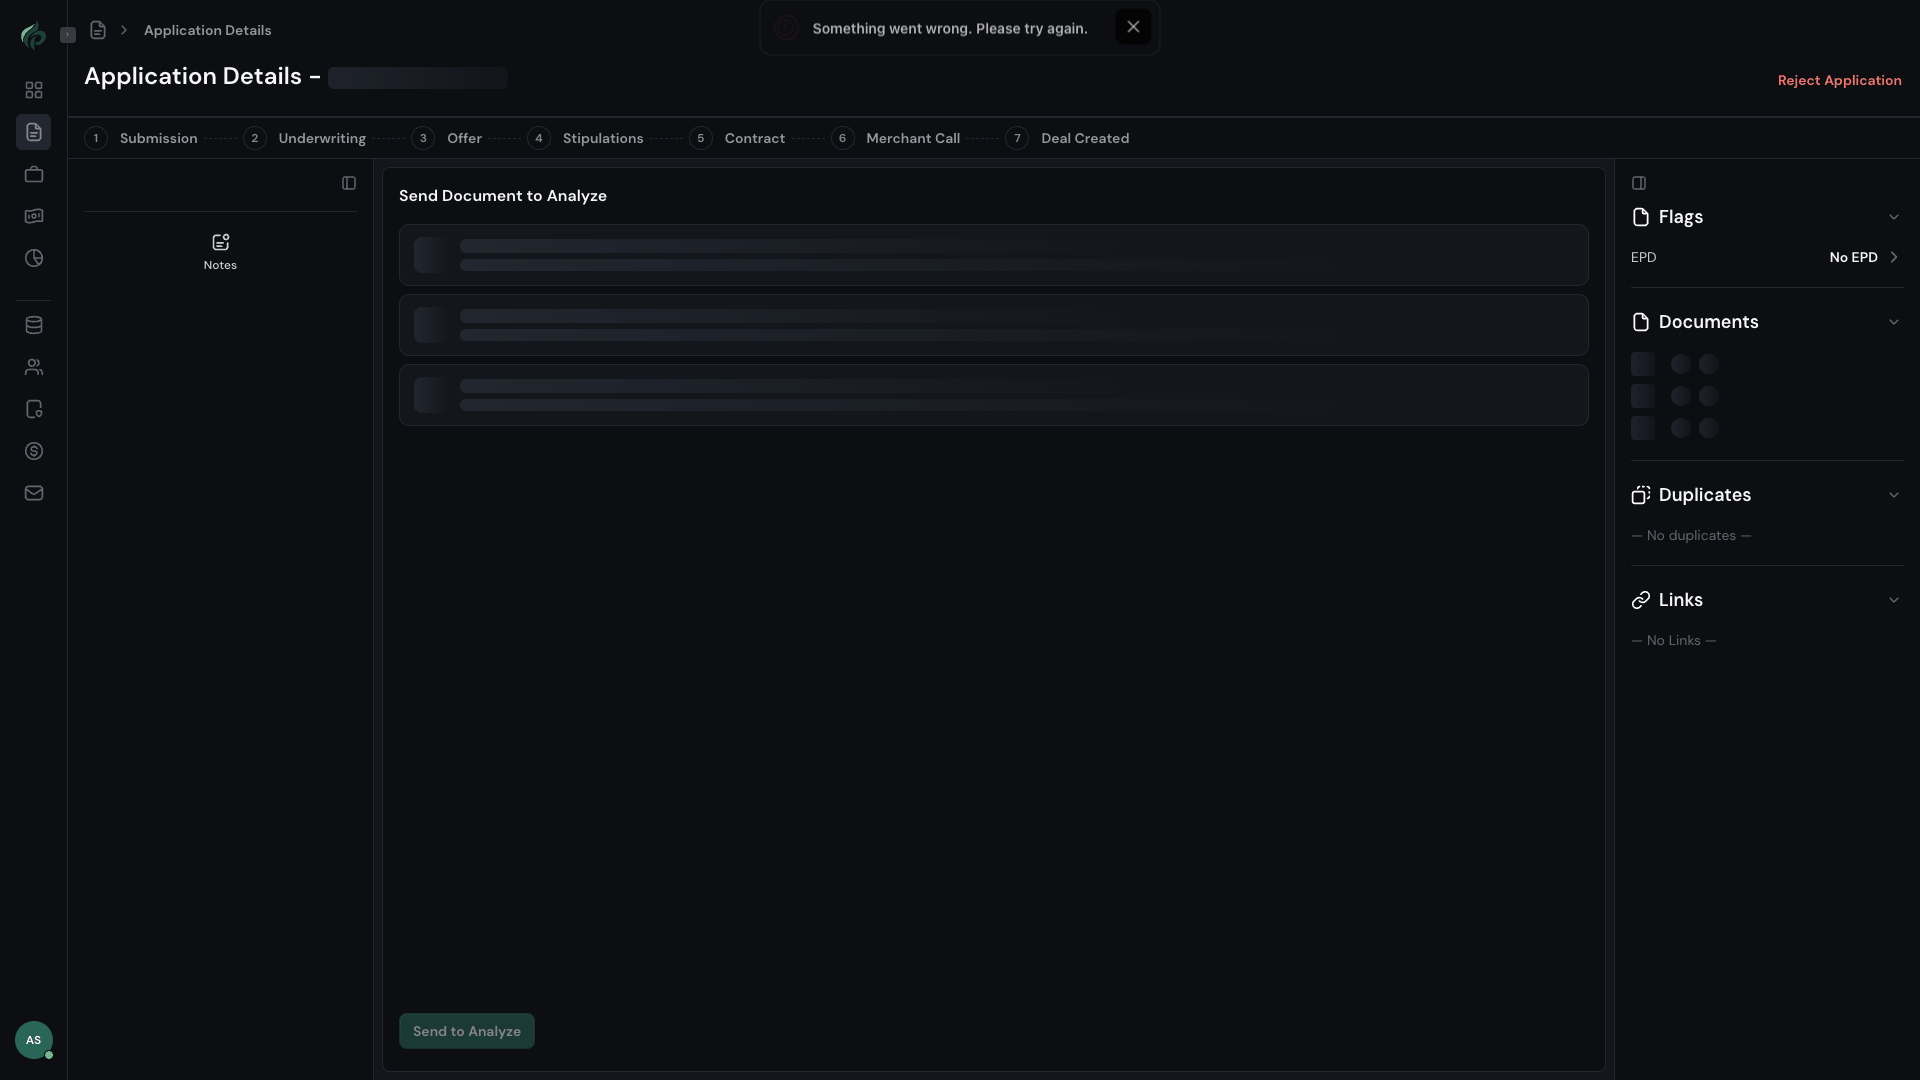 Application Details
Something went wrong. Please try again.
Application Details –
Reject Application
1 Submission 2 Underwriting 3 Offer 4 Stipulations 5 Contract 6 Merchant Call 7 Deal Created
Notes
Send Document to Analyze
Send to Analyze
Flags
EPD No EPD
Documents
Duplicates
— No duplicates —
Links
— No Links —
AS